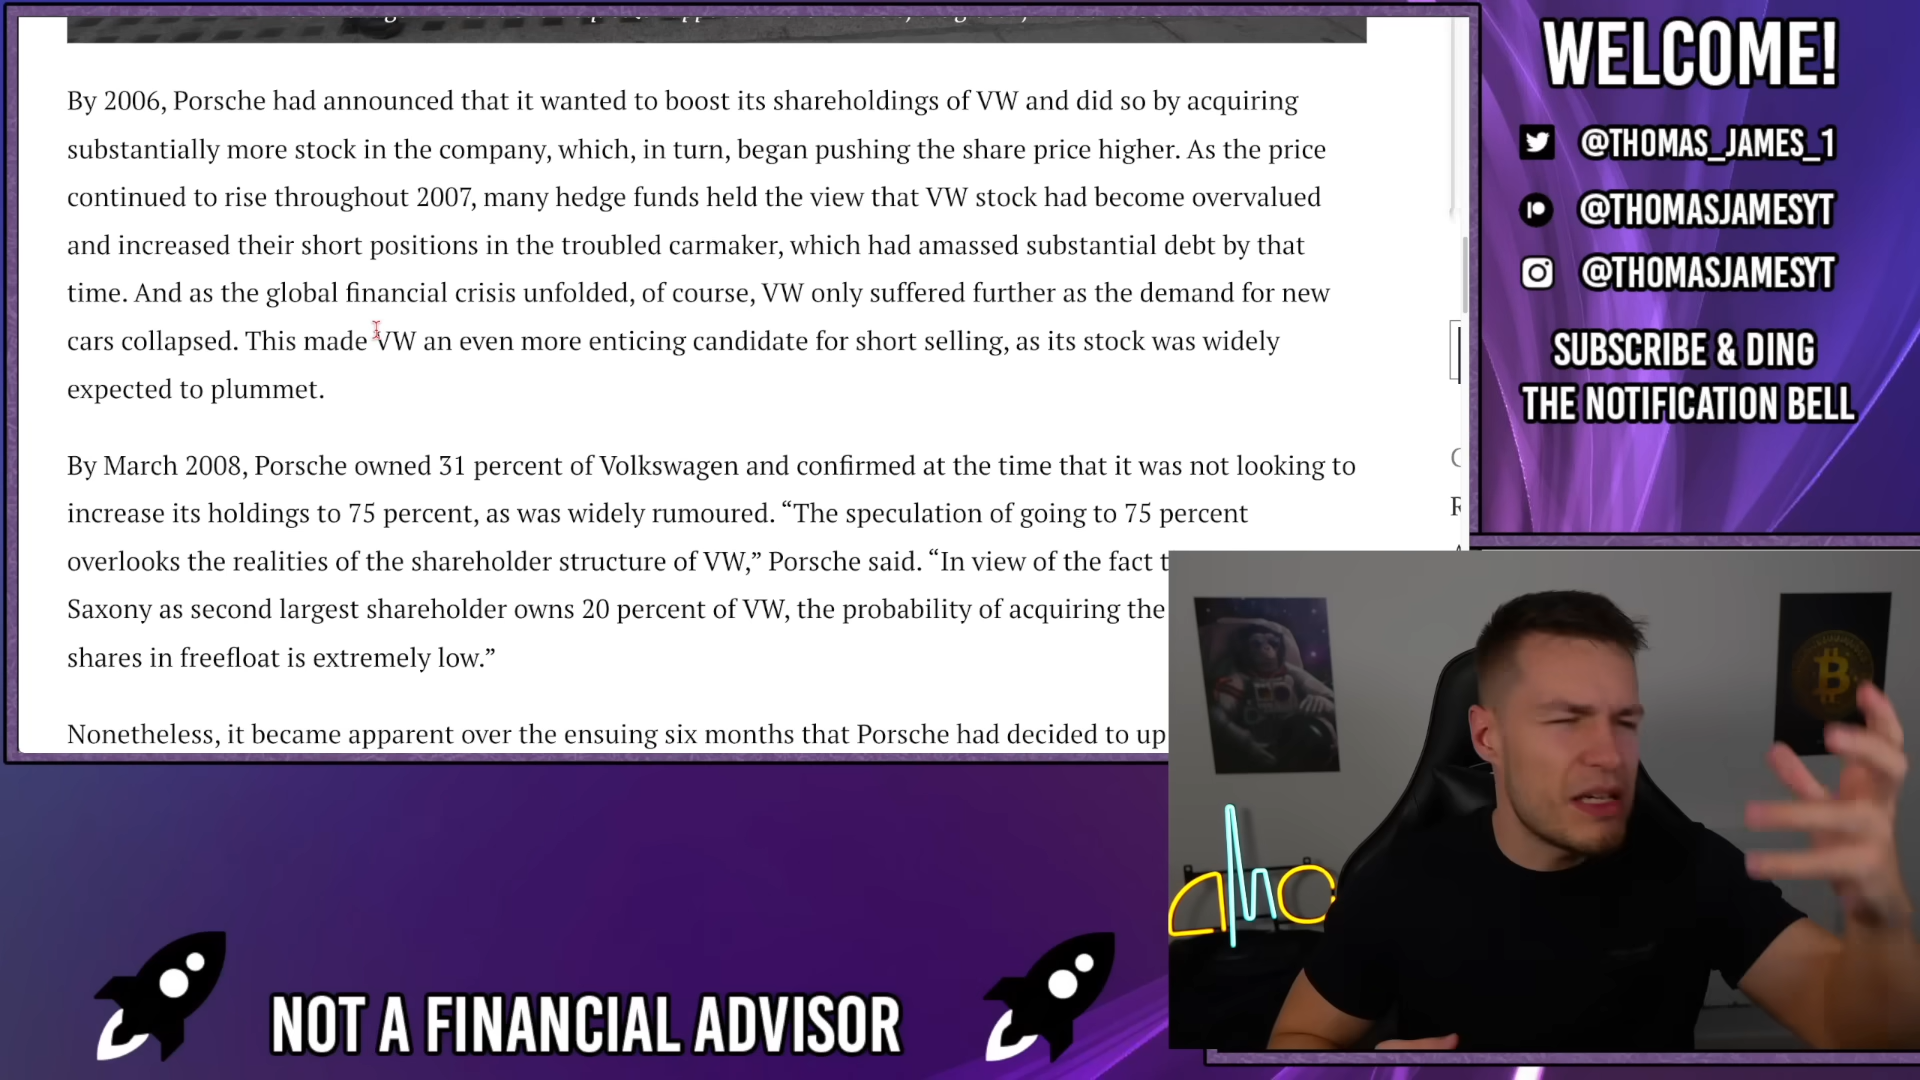 By 2006, Porsche had announced that it wanted to boost its shareholdings of VW and did so by acquiring
substantially more stock in the company, which, in turn, began pushing the share price higher. As the price
continued to rise throughout 2007, many hedge funds held the view that VW stock had become overvalued
and increased their short positions in the troubled carmaker, which had amassed substantial debt by that
time. And as the global financial crisis unfolded, of course, VW only suffered further as the demand for new
cars collapsed. This made VW an even more enticing candidate for short selling, as its stock was widely
expected to plummet.
By March 2008, Porsche owned 31 percent of Volkswagen and confirmed at the time that it was not looking to
increase its holdings to 75 percent, as was widely rumoured. “The speculation of going to 75 percent
overlooks the realities of the shareholder structure of VW,” Porsche said. “In view of the fact
Saxony as second largest shareholder owns 20 percent of VW, the probability of acquiring the
shares in freefloat is extremely low.”
Nonetheless, it became apparent over the ensuing six months that Porsche had decided to up
WELCOME!
@THOMAS_JAMES_1
@THOMASJAMESYT
@THOMASJAMESYT
SUBSCRIBE & DING
THE NOTIFICATION BELL
NOT A FINANCIAL ADVISOR